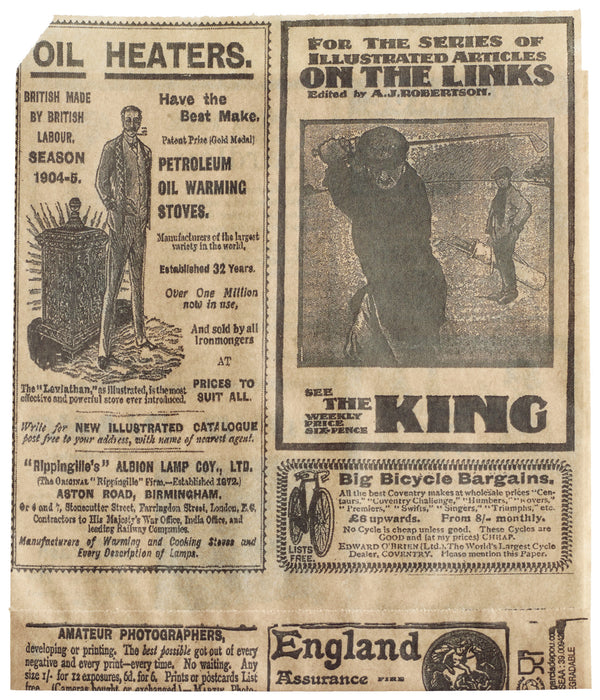 OIL HEATERS.
BRITISH MADE
BY BRITISH
LABOUR,
SEASON
1904-5.
Have the
Best Make,
Patent Prize (Gold Medal)
PETROLEUM
OIL WARMING
STOVES.
Manufacturers of the largest
variety in the world,
Established 32 Years.
Over One Million
now in use,
And sold by all
Ironmongers
AT
PRICES TO
SUIT ALL.
The "Leviathan," as illustrated, is the most
effective and powerful stove ever introduced.
Write for NEW ILLUSTRATED CATALOGUE
post free to your address, with name of nearest agent.
"Rippingille's" ALBION LAMP COY., LTD.
(The Original "Rippingille" Firm.—Established 1872.)
ASTON ROAD, BIRMINGHAM,
Or 6 and 7, Stonecutter Street, Farringdon Street, London, E.C.
Contractors to His Majesty's War Office, India Office, and
leading Railway Companies.
Manufacturers of Warming and Cooking Stoves and
Every Description of Lamps.
FOR THE SERIES OF
ILLUSTRATED ARTICLES
ON THE LINKS
Edited by A.J. ROBERTSON.
SEE
THE KING
WEEKLY
PRICE
SIX-PENCE
Big Bicycle Bargains.
All the best Coventry makes at wholesale prices "Cen-
taurs," "Coventry Challenge," "Humber," "Rovers,"
"Premiers," "Swifts," "Singers," "Triumphs," etc.
£6 upwards. From 8/- monthly.
No Cycle is cheap unless good. These Cycles are
GOOD and (at my prices) CHEAP.
EDWARD O'BRIEN (Ltd.), The World's Largest Cycle
Dealer, COVENTRY. Please mention this Paper.
LISTS
FREE.
AMATEUR PHOTOGRAPHERS,
developing or printing. The best possible got out of every
negative and every print—every time. No waiting. Any
size 1/- for 12 exposures, 6d. for 6. Prints or postcards List
free. (Cameras bought or exchanged)
England
Assurance FIRE